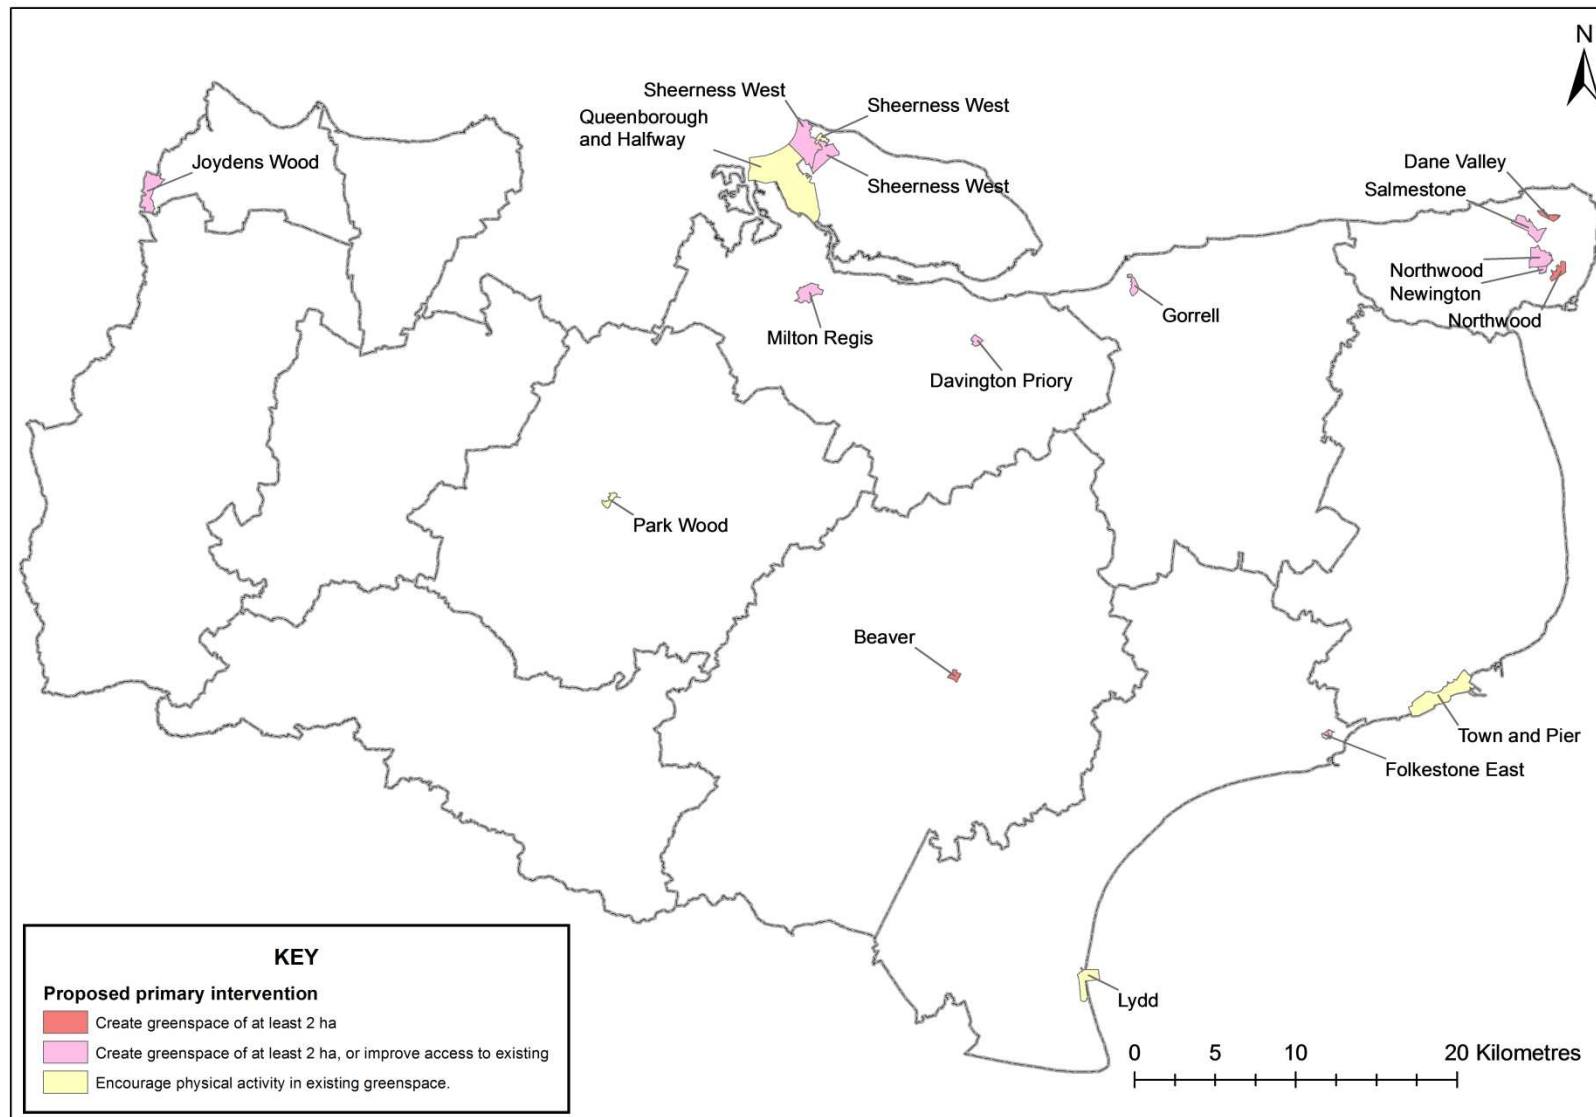 N
Sheerness West
Sheerness West
Queenborough
and Halfway
Joydens Wood
Sheerness West
Dane Valley
Salmestone
Northwood
Newington
Northwood
Gorrell
Milton Regis
Davington Priory
Park Wood
Beaver
Town and Pier
Folkestone East
Lydd
KEY
Proposed primary intervention
Create greenspace of at least 2 ha
Create greenspace of at least 2 ha, or improve access to existing
Encourage physical activity in existing greenspace.
0 5 10 20 Kilometres